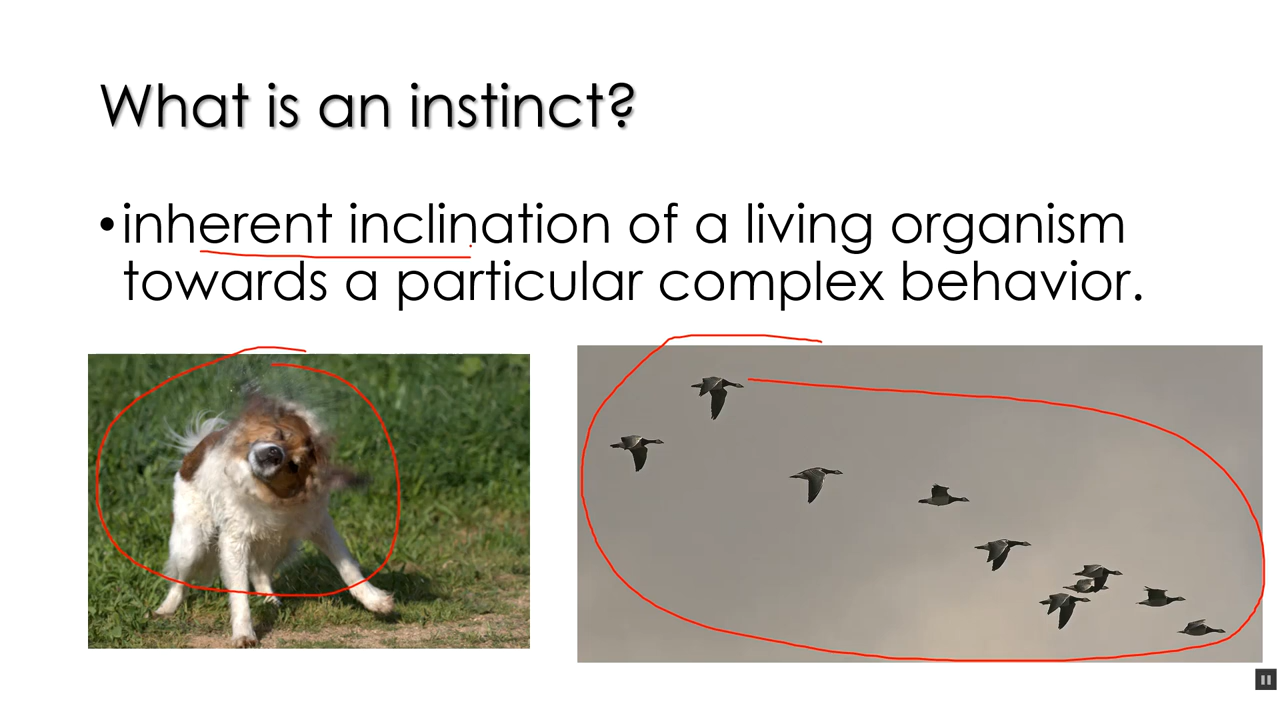 What is an instinct?
•inherent inclination of a living organism
towards a particular complex behavior.